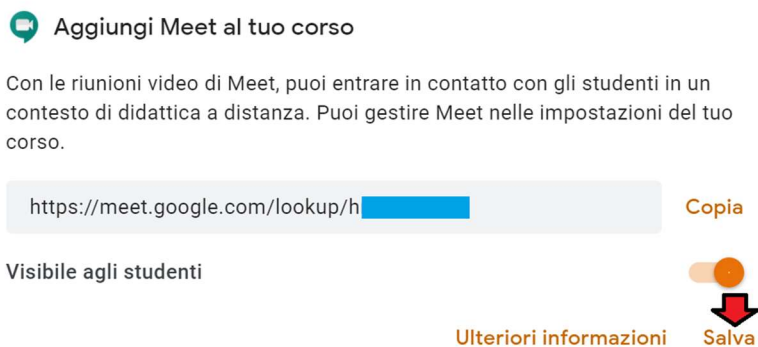 Aggiungi Meet al tuo corso
Con le riunioni video di Meet, puoi entrare in contatto con gli studenti in un
contesto di didattica a distanza. Puoi gestire Meet nelle impostazioni del tuo
corso.
https://meet.google.com/lookup/h
Copia
Visibile agli studenti
Ulteriori informazioni
Salva